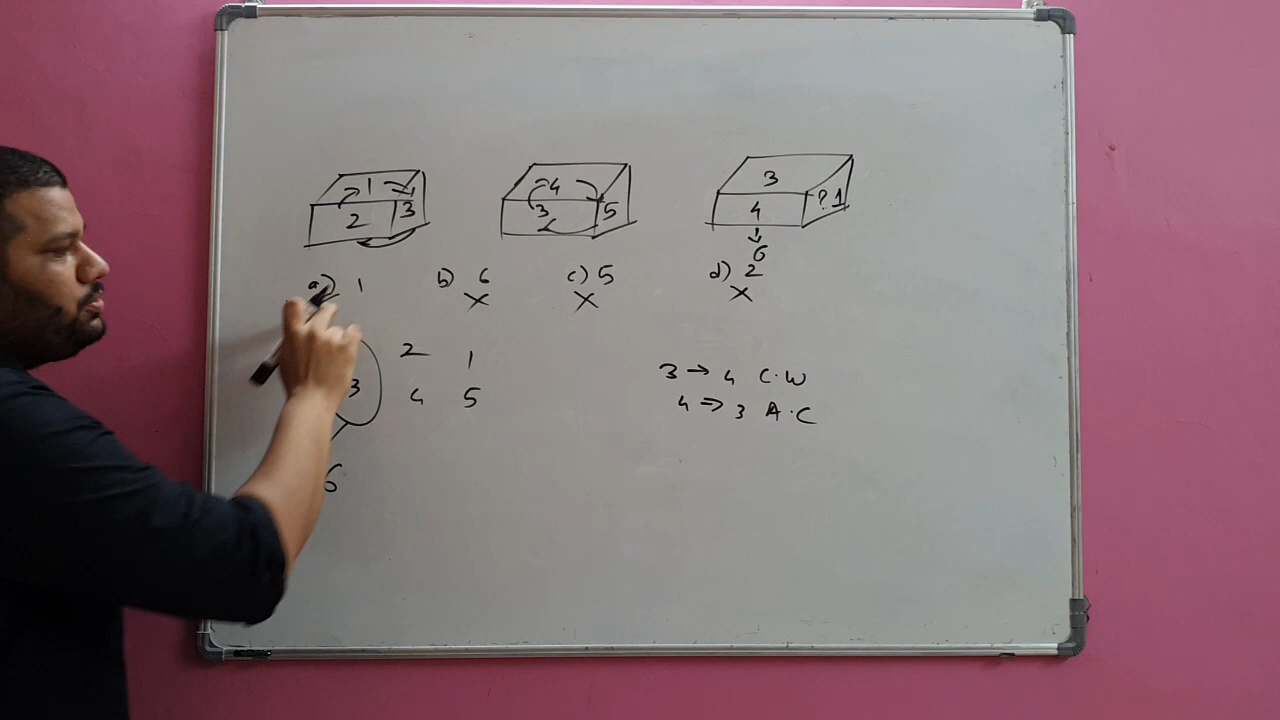 1
2 3
4
3 5
3
4 ? 1
6
a) 1 b) 6 c) 5 d) 2
X X X
3 2 1
4 5
6
3 → 4 C.W
4 ⇒ 3 A.C